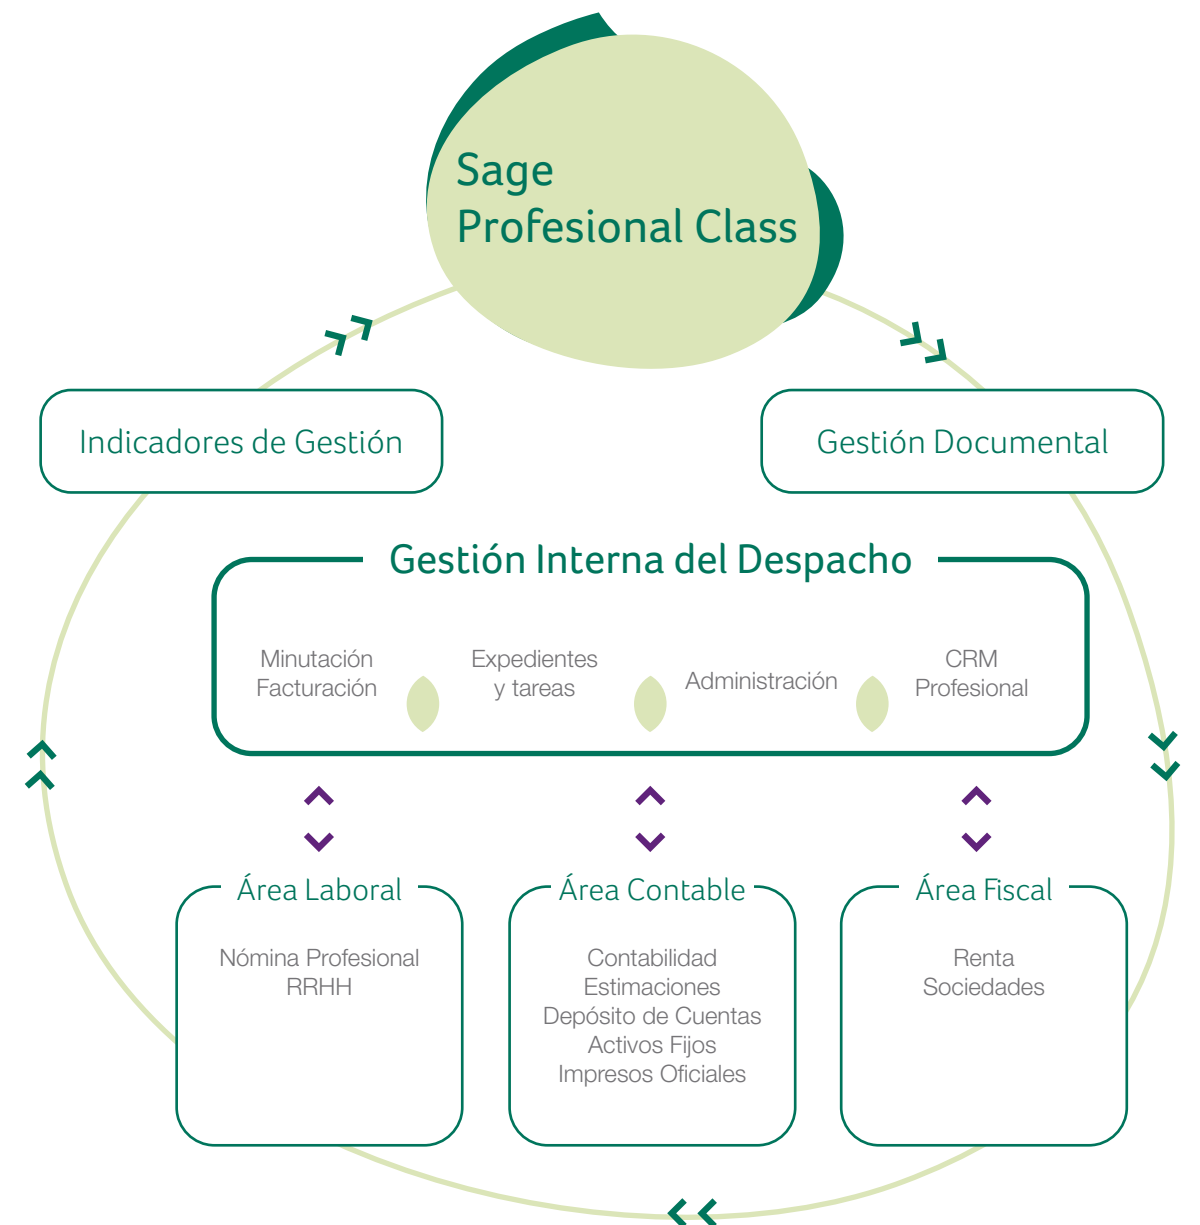 Sage
Profesional Class
Indicadores de Gestión
Gestión Documental
Gestión Interna del Despacho
Minutación
Facturación
Expedientes
y tareas
Administración
CRM
Profesional
Área Laboral
Nómina Profesional
RRHH
Área Contable
Contabilidad
Estimaciones
Depósito de Cuentas
Activos Fijos
Impresos Oficiales
Área Fiscal
Renta
Sociedades